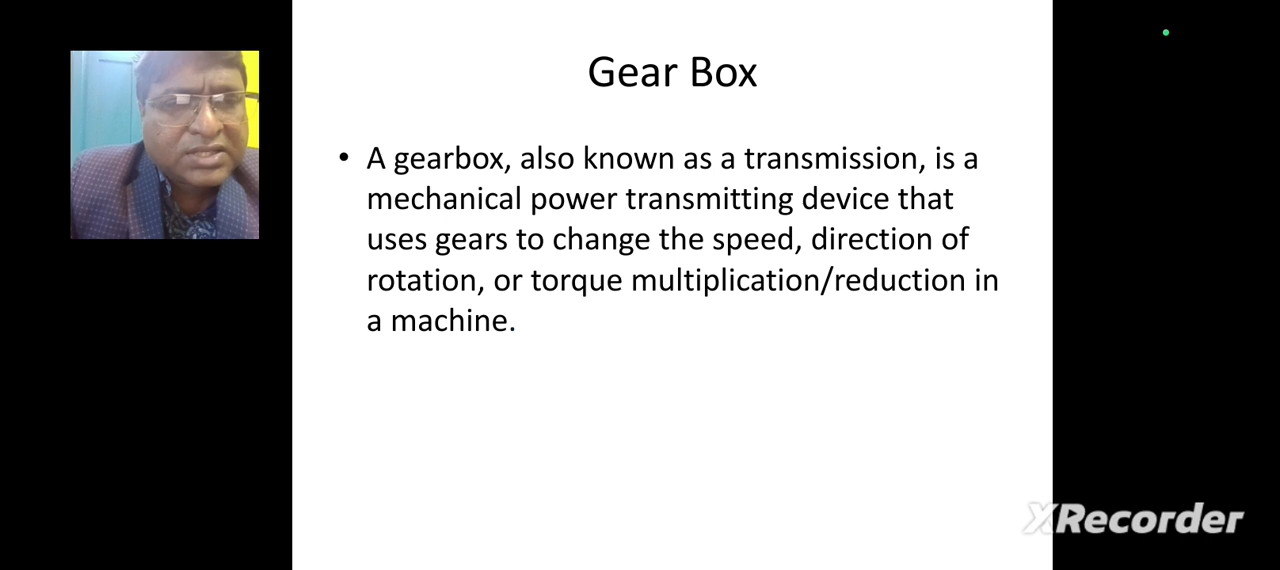 Gear Box
• A gearbox, also known as a transmission, is a
mechanical power transmitting device that
uses gears to change the speed, direction of
rotation, or torque multiplication/reduction in
a machine.
XRecorder